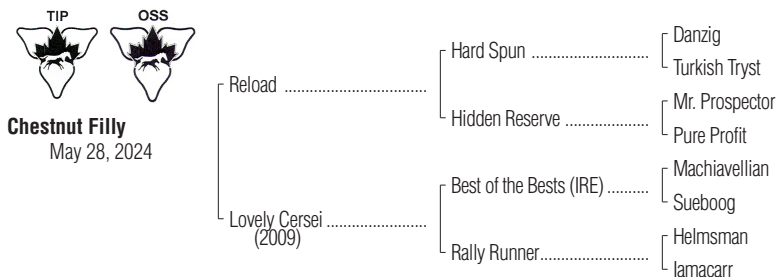 TIP
OSS
Chestnut Filly
May 28, 2024
Reload ................................
Lovely Cersei .......................
(2009)
Hard Spun ..........................
Hidden Reserve ..................
Best of the Bests (IRE) .........
Rally Runner........................
Danzig
Turkish Tryst
Mr. Prospector
Pure Profit
Machiavellian
Sueboog
Helmsman
Iamacarr